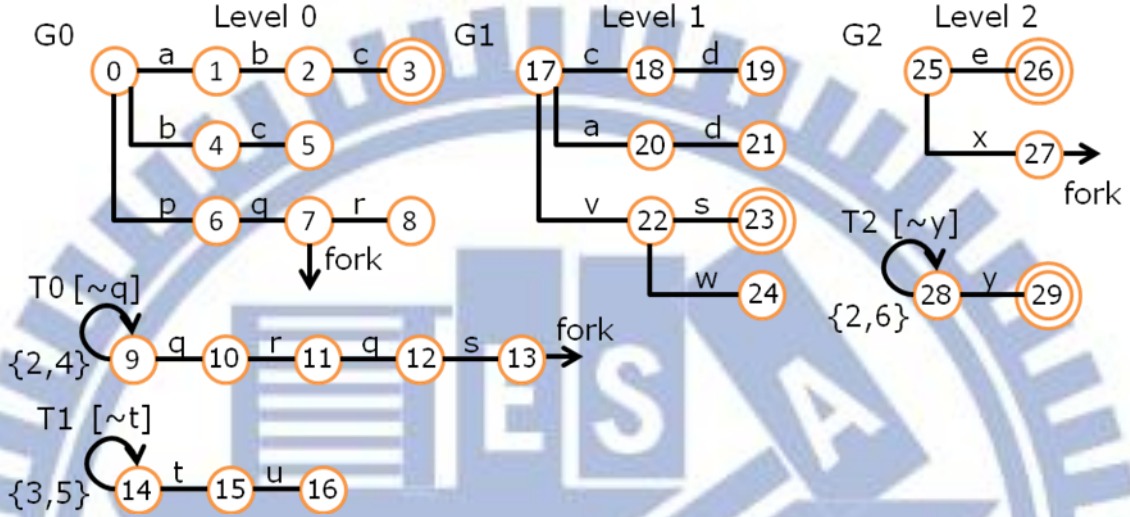 G0 Level 0
0 a 1 b 2 c 3
b 4 c 5
p 6 q 7 r 8
fork
T0 [~q]
{2,4} 9 q 10 r 11 q 12 s 13 fork
T1 [~t]
{3,5} 14 t 15 u 16
G1 Level 1
17 c 18 d 19
a 20 d 21
v 22 s 23
w 24
G2 Level 2
25 e 26
x 27
fork
T2 [~y]
{2,6} 28 y 29
E S A